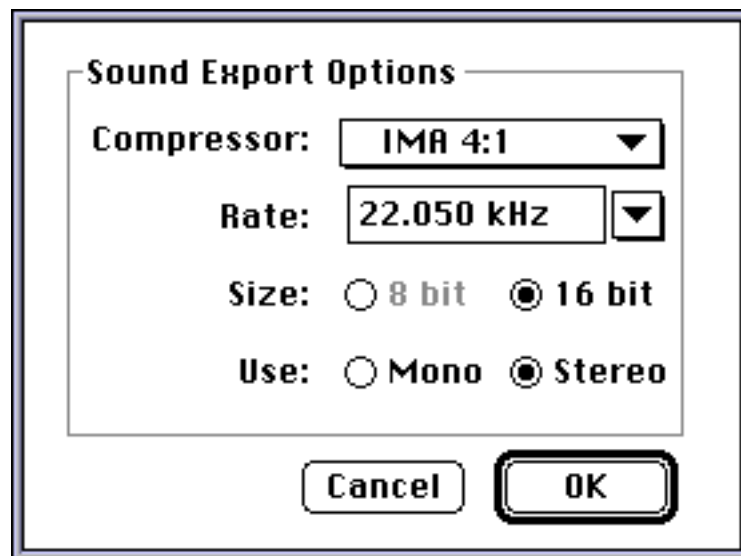 Sound Export Options
Compressor: IMA 4:1
Rate: 22.050 kHz
Size: 8 bit 16 bit
Use: Mono Stereo
Cancel OK